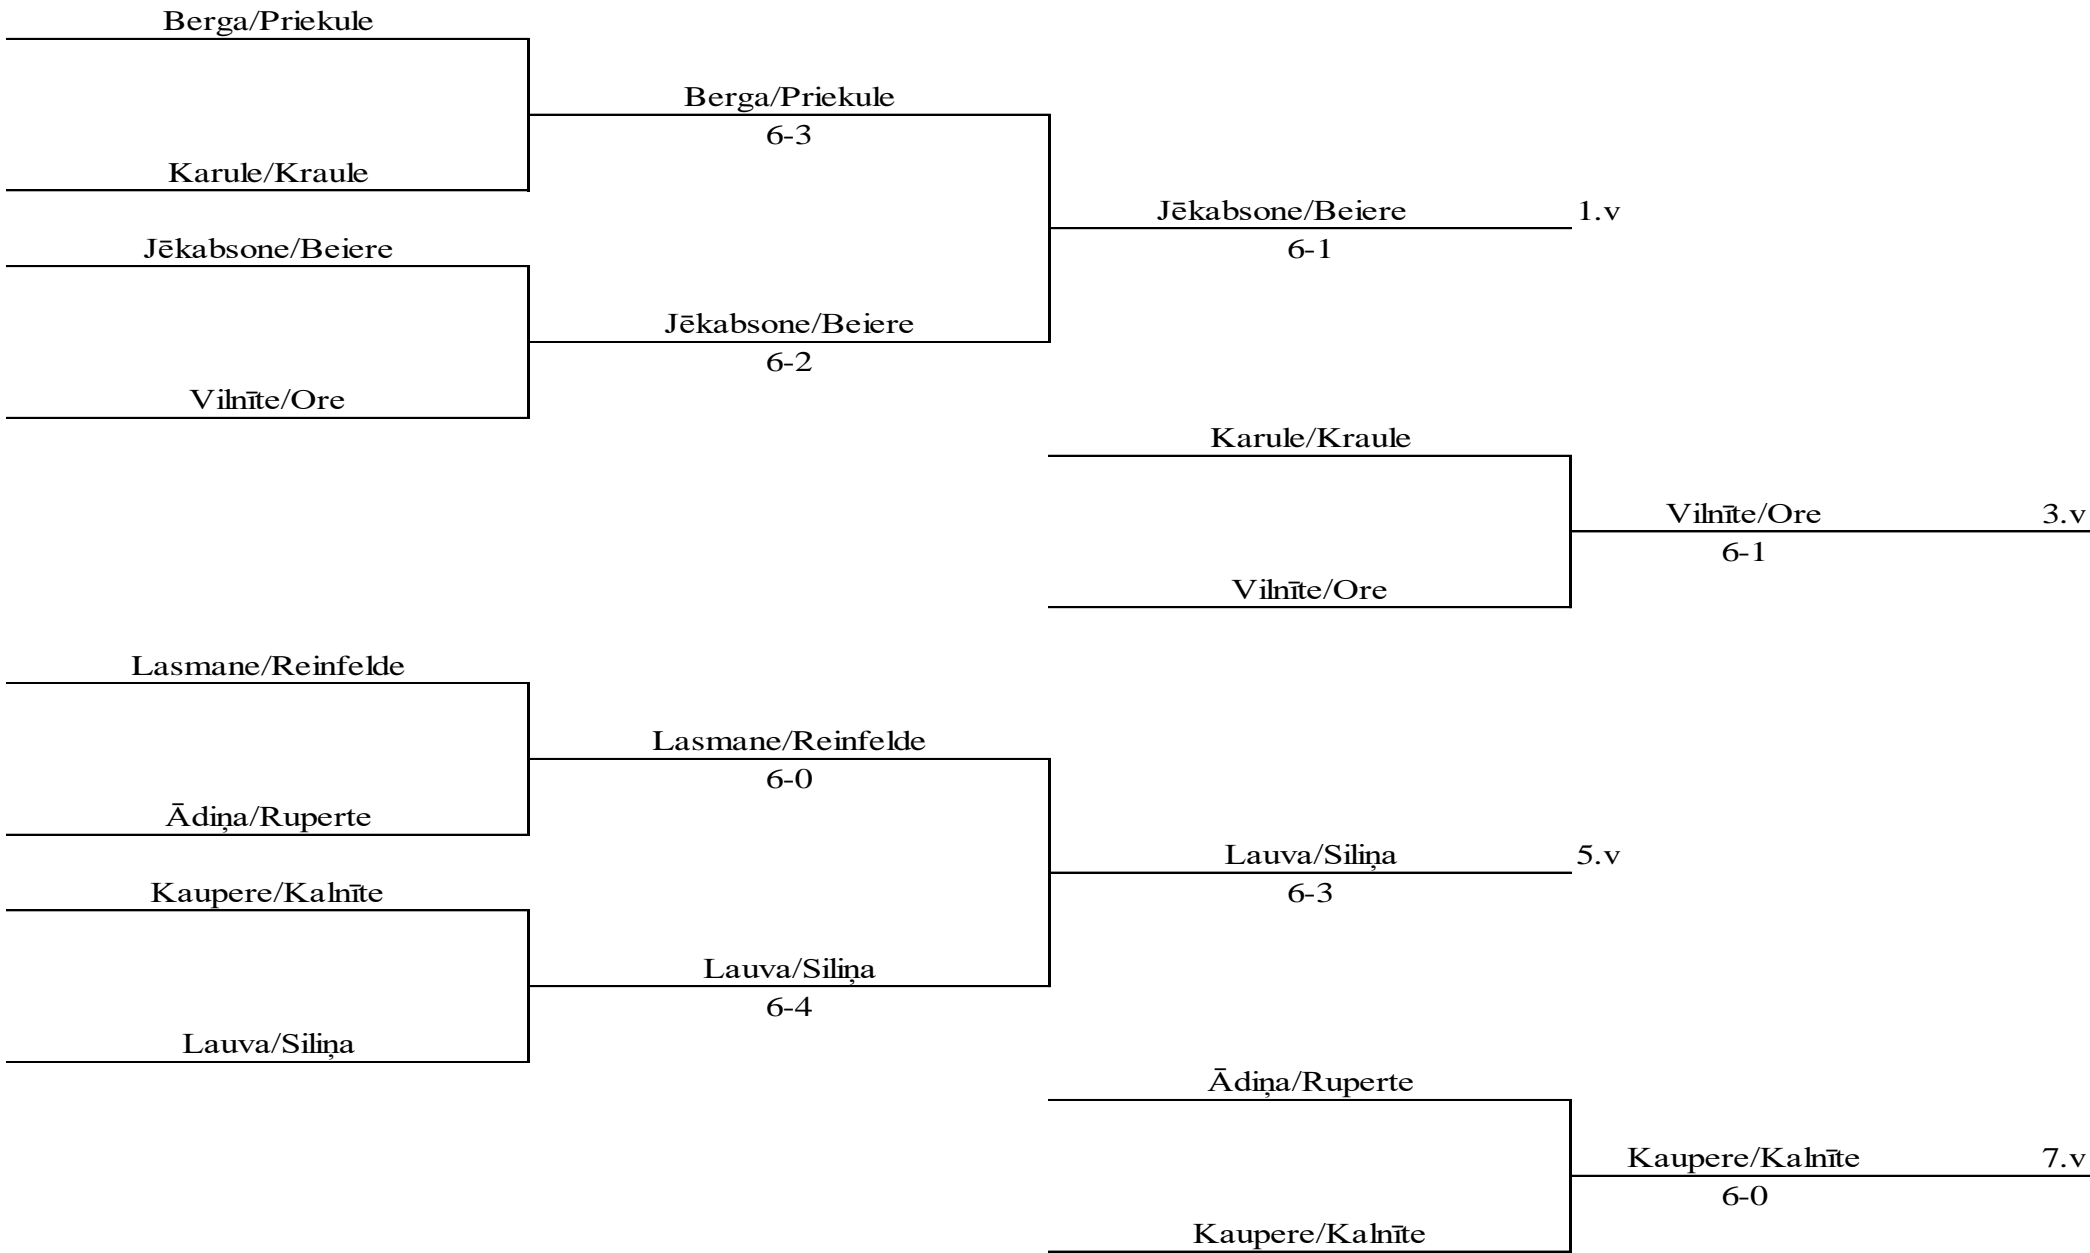 Berga/Priekule
Berga/Priekule
6-3
Karule/Kraule
Jēkabsone/Beiere 1.v
Jēkabsone/Beiere
6-1
Jēkabsone/Beiere
6-2
Vilnīte/Ore
Karule/Kraule
Vilnīte/Ore 3.v
6-1
Vilnīte/Ore
Lasmane/Reinfelde
Lasmane/Reinfelde
6-0
Ādiņa/Ruperte
Lauva/Siliņa 5.v
Kaupere/Kalnīte
6-3
Lauva/Siliņa
6-4
Lauva/Siliņa
Ādiņa/Ruperte
Kaupere/Kalnīte 7.v
6-0
Kaupere/Kalnīte